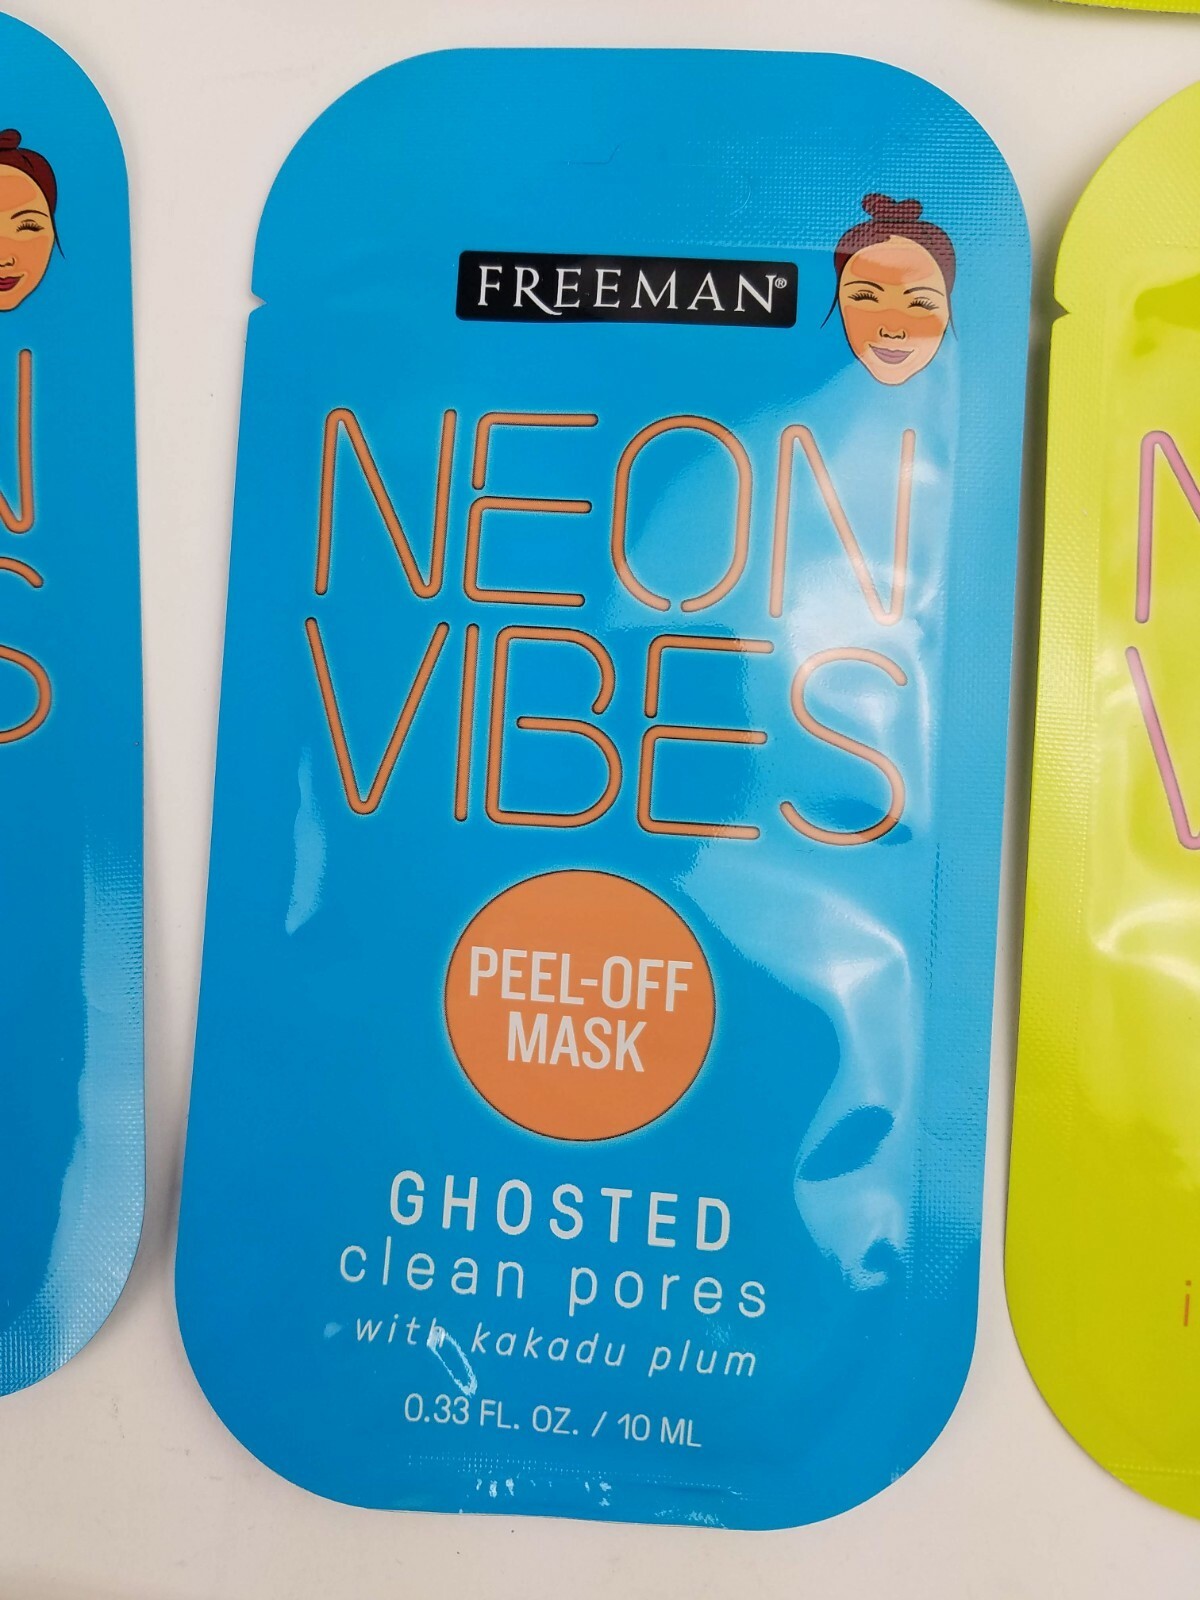 FREEMAN®
NEON
VIBES
PEEL-OFF
MASK
GHOSTED
clean pores
with kakadu plum
0.33 FL. OZ. / 10 ML